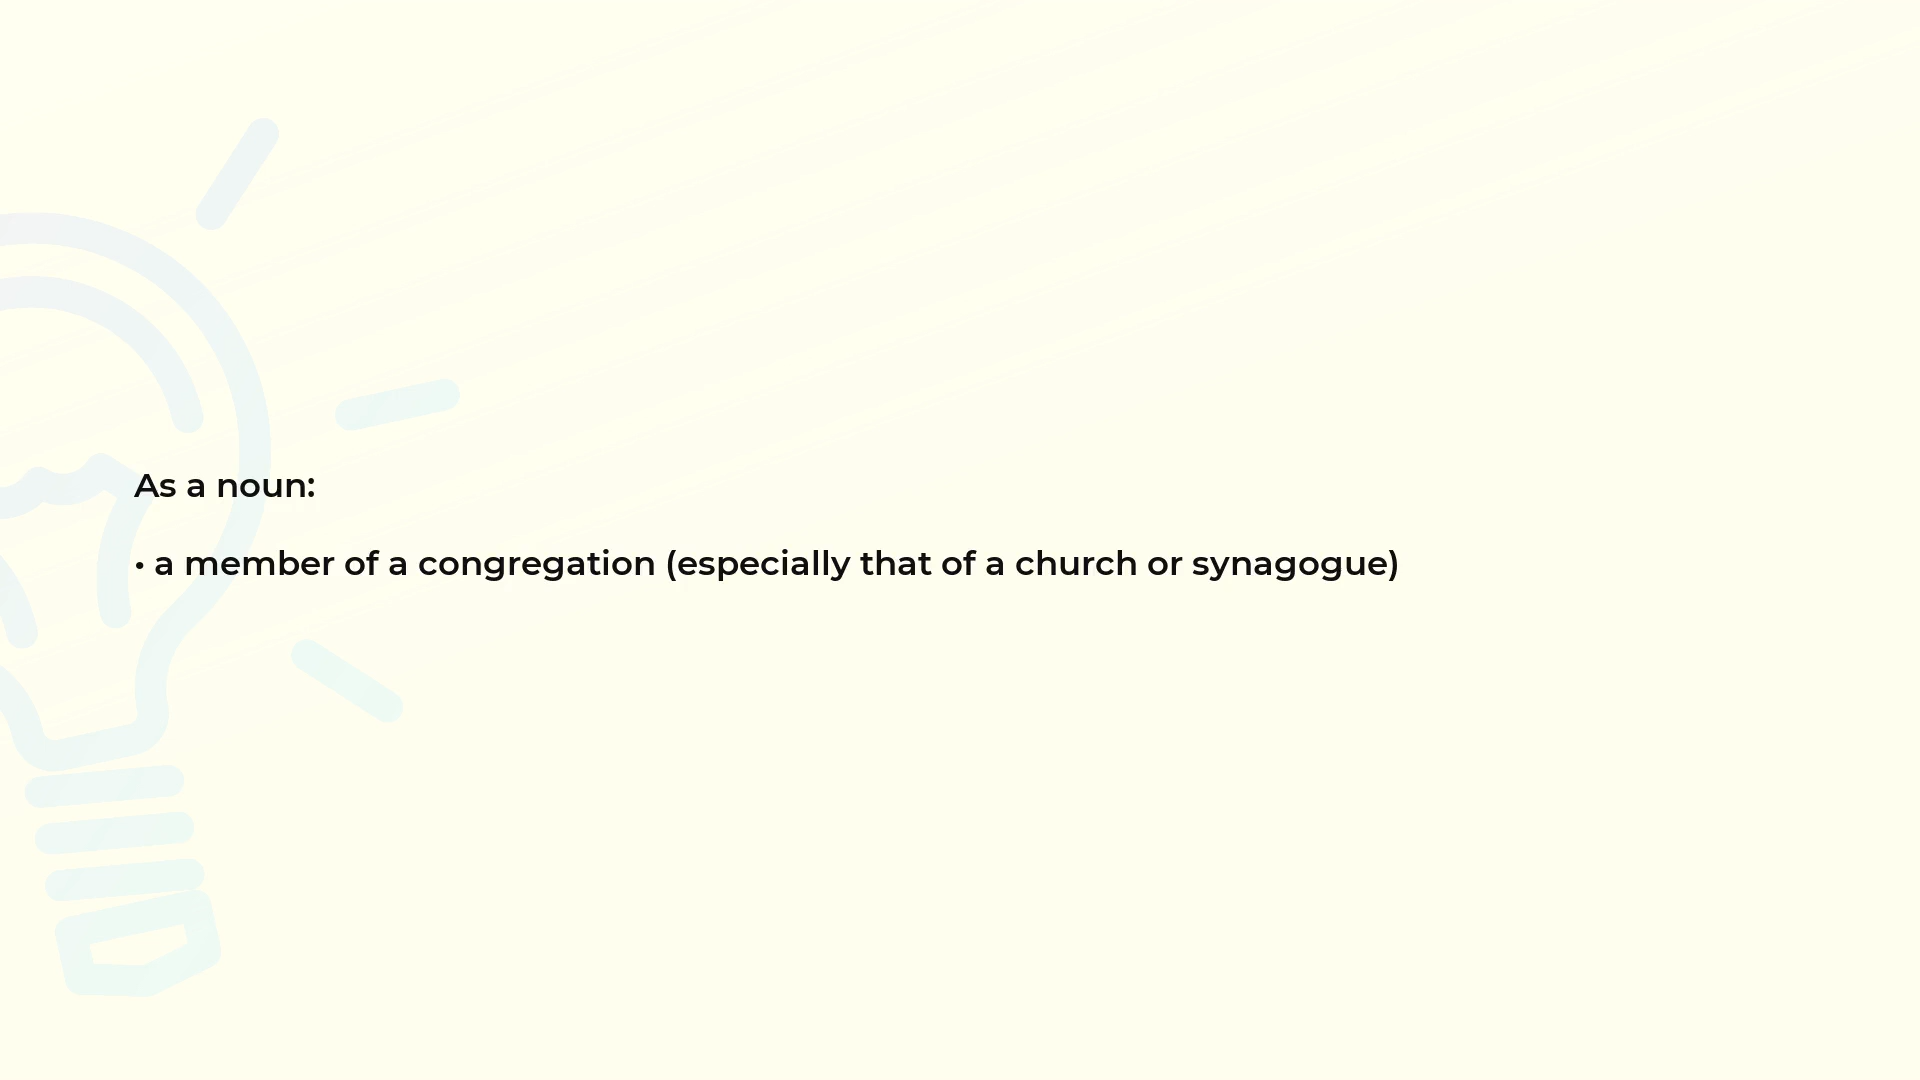 As a noun:
• a member of a congregation (especially that of a church or synagogue)